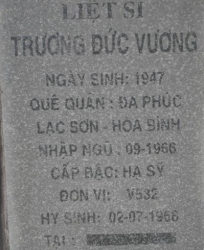 LIỆT SĨ
TRƯƠNG ĐỨC VƯƠNG
NGÀY SINH: 1947
QUÊ QUÁN: ĐA PHÚC
LẠC SƠN - HÒA BÌNH
NHẬP NGŨ: 09-1966
CẤP BẬC: HẠ SỸ
ĐƠN VỊ: V532
HY SINH: 02-07-1966
TẠI: